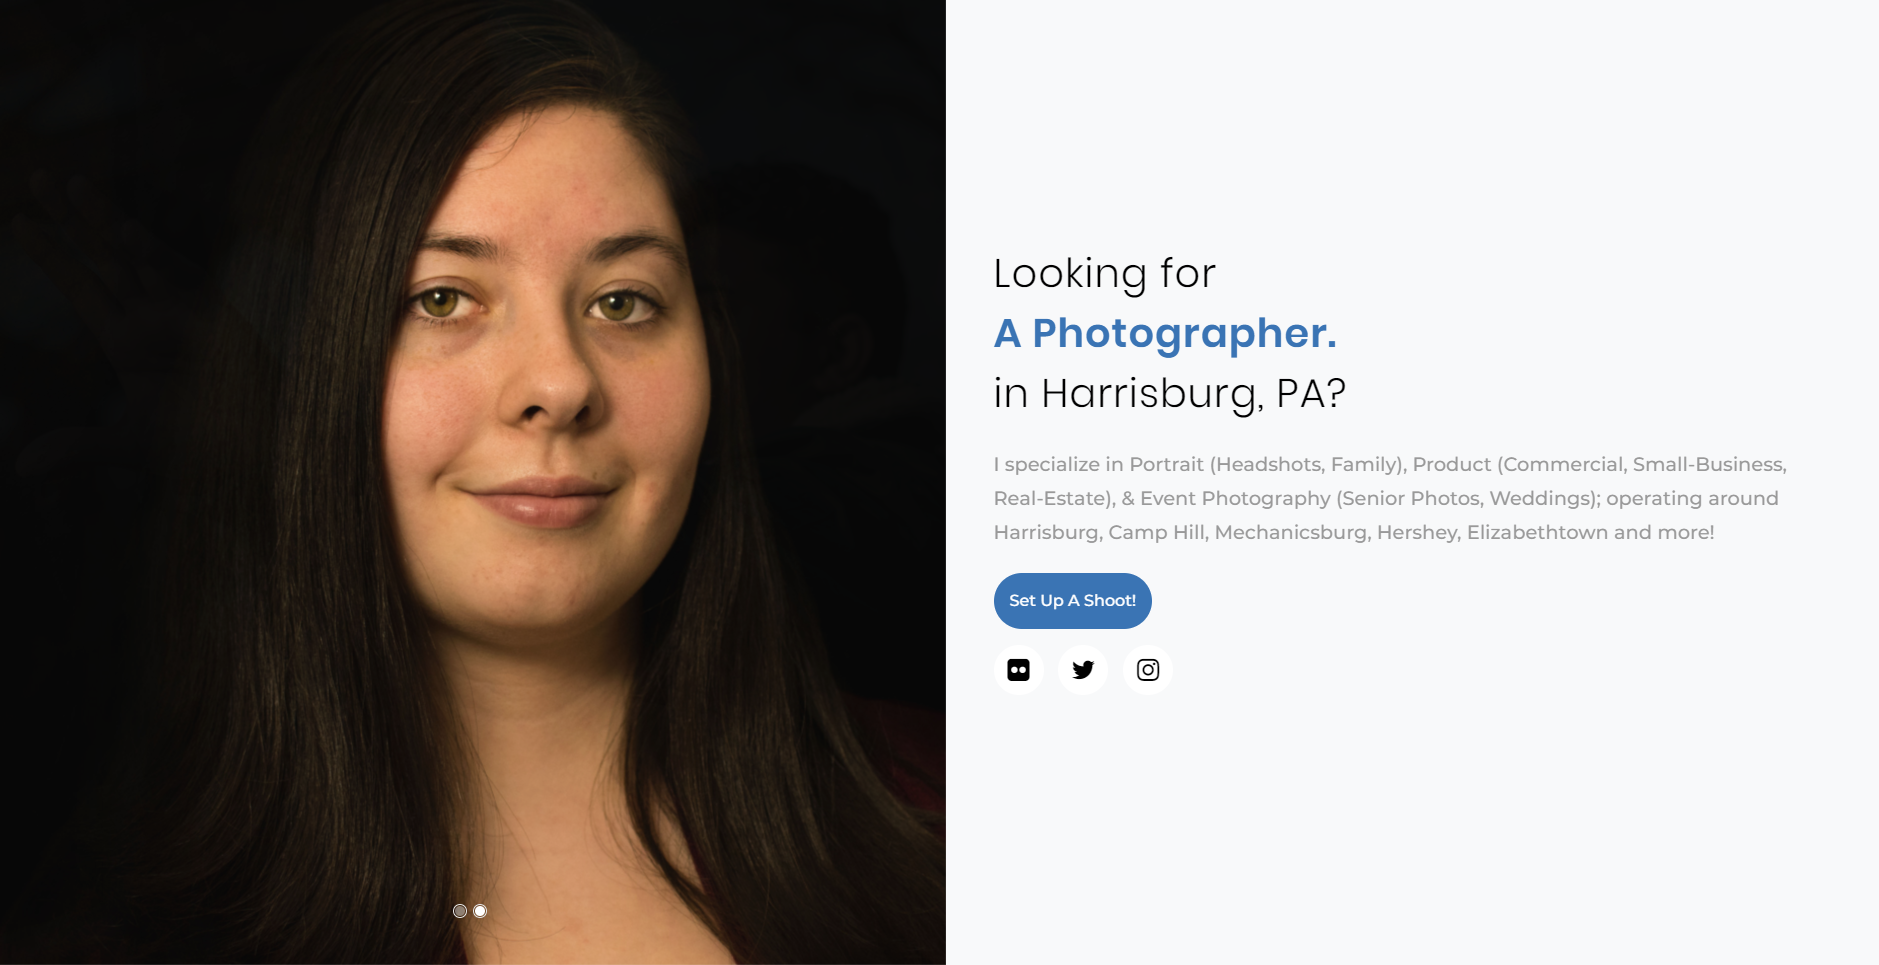 Looking for
A Photographer.
in Harrisburg, PA?
I specialize in Portrait (Headshots, Family), Product (Commercial, Small-Business,
Real-Estate), & Event Photography (Senior Photos, Weddings); operating around
Harrisburg, Camp Hill, Mechanicsburg, Hershey, Elizabethtown and more!
Set Up A Shoot!